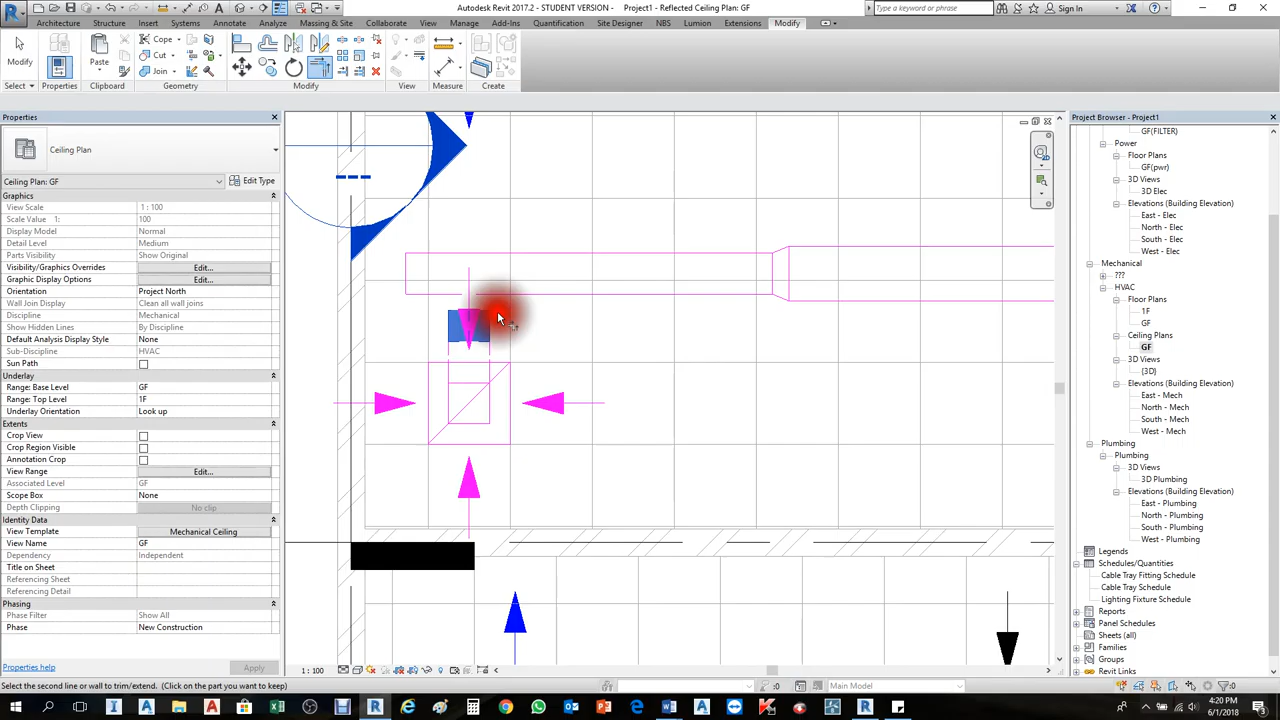 Autodesk Revit 2017.2 - STUDENT VERSION - Project1 - Reflected Ceiling Plan: GF
Type a keyword or phrase
Sign In
Architecture Structure Insert Systems Annotate Analyze Massing & Site Collaborate View Manage Add-Ins Quantification Site Designer NBS Lumion Extensions Modify
Modify
Paste
Cope
Cut
Join
Select Properties Clipboard Geometry Modify View Measure Create
Properties
Ceiling Plan
Ceiling Plan: GF
Edit Type
Graphics
View Scale 1 : 100
Scale Value 1: 100
Display Model Normal
Detail Level Medium
Parts Visibility Show Original
Visibility/Graphics Overrides Edit...
Graphic Display Options Edit...
Orientation Project North
Wall Join Display Clean all wall joins
Discipline Mechanical
Show Hidden Lines By Discipline
Default Analysis Display Style None
Sub-Discipline HVAC
Sun Path
Underlay
Range: Base Level GF
Range: Top Level 1F
Underlay Orientation Look up
Extents
Crop View
Crop Region Visible
Annotation Crop
View Range Edit...
Associated Level GF
Scope Box None
Depth Clipping No clip
Identity Data
View Template Mechanical Ceiling
View Name GF
Dependency Independent
Title on Sheet
Referencing Sheet
Referencing Detail
Phasing
Phase Filter Show All
Phase New Construction
Properties help
Apply
1 : 100
Project Browser - Project1
GF(FILTER)
Power
Floor Plans
GF(pwr)
3D Views
3D Elec
Elevations (Building Elevation)
East - Elec
North - Elec
South - Elec
West - Elec
Mechanical
???
HVAC
Floor Plans
1F
GF
Ceiling Plans
GF
3D Views
{3D}
Elevations (Building Elevation)
East - Mech
North - Mech
South - Mech
West - Mech
Plumbing
Plumbing
3D Views
3D Plumbing
Elevations (Building Elevation)
East - Plumbing
North - Plumbing
South - Plumbing
West - Plumbing
Legends
Schedules/Quantities
Cable Tray Fitting Schedule
Cable Tray Schedule
Lighting Fixture Schedule
Reports
Panel Schedules
Sheets (all)
Families
Groups
Revit Links
Select the second line or wall to trim/extend. (Click on the part you want to keep)
:0
Main Model
:0
4:20 PM
6/1/2018